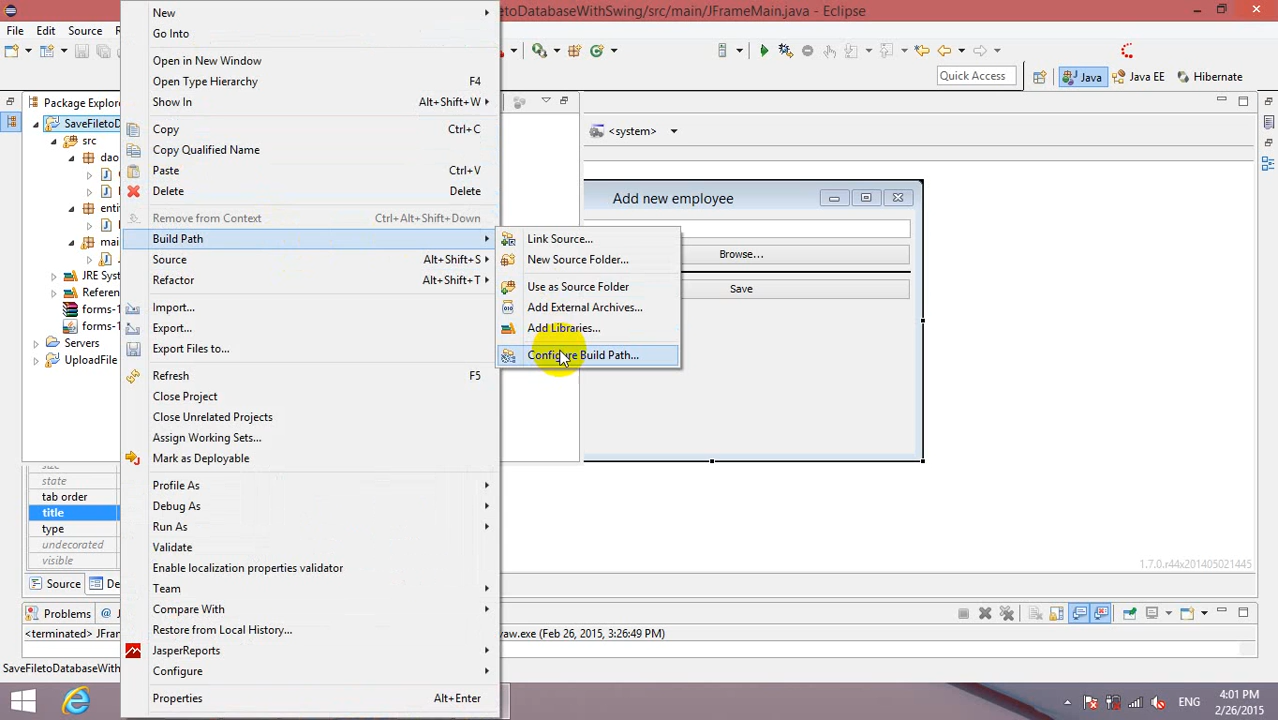 etoDatabaseWithSwing/src/main/JFrameMain.java - Eclipse
File Edit Source
Quick Access
Java
Java EE
Hibernate
Package Explor
SaveFiletoD
src
dao
entit
mai
JRE Syste
Referen
forms-1
forms-1
Servers
UploadFile
New
Go Into
Open in New Window
Open Type Hierarchy F4
Show In Alt+Shift+W
Copy Ctrl+C
Copy Qualified Name
Paste Ctrl+V
Delete Delete
Remove from Context Ctrl+Alt+Shift+Down
Build Path
Source Alt+Shift+S
Refactor Alt+Shift+T
Import...
Export...
Export Files to...
Refresh F5
Close Project
Close Unrelated Projects
Assign Working Sets...
Mark as Deployable
Profile As
Debug As
Run As
Validate
Enable localization properties validator
Team
Compare With
Restore from Local History...
JasperReports
Configure
Properties Alt+Enter
Link Source...
New Source Folder...
Use as Source Folder
Add External Archives...
Add Libraries...
Configure Build Path...
<system>
Add new employee
Browse...
Save
1.7.0.r44x201405021445
state
tab order
title
type
undecorated
visible
Source De
Problems @ J
<terminated> JFram
vaw.exe (Feb 26, 2015, 3:26:49 PM)
SaveFiletoDatabaseWith
ENG
4:01 PM
2/26/2015